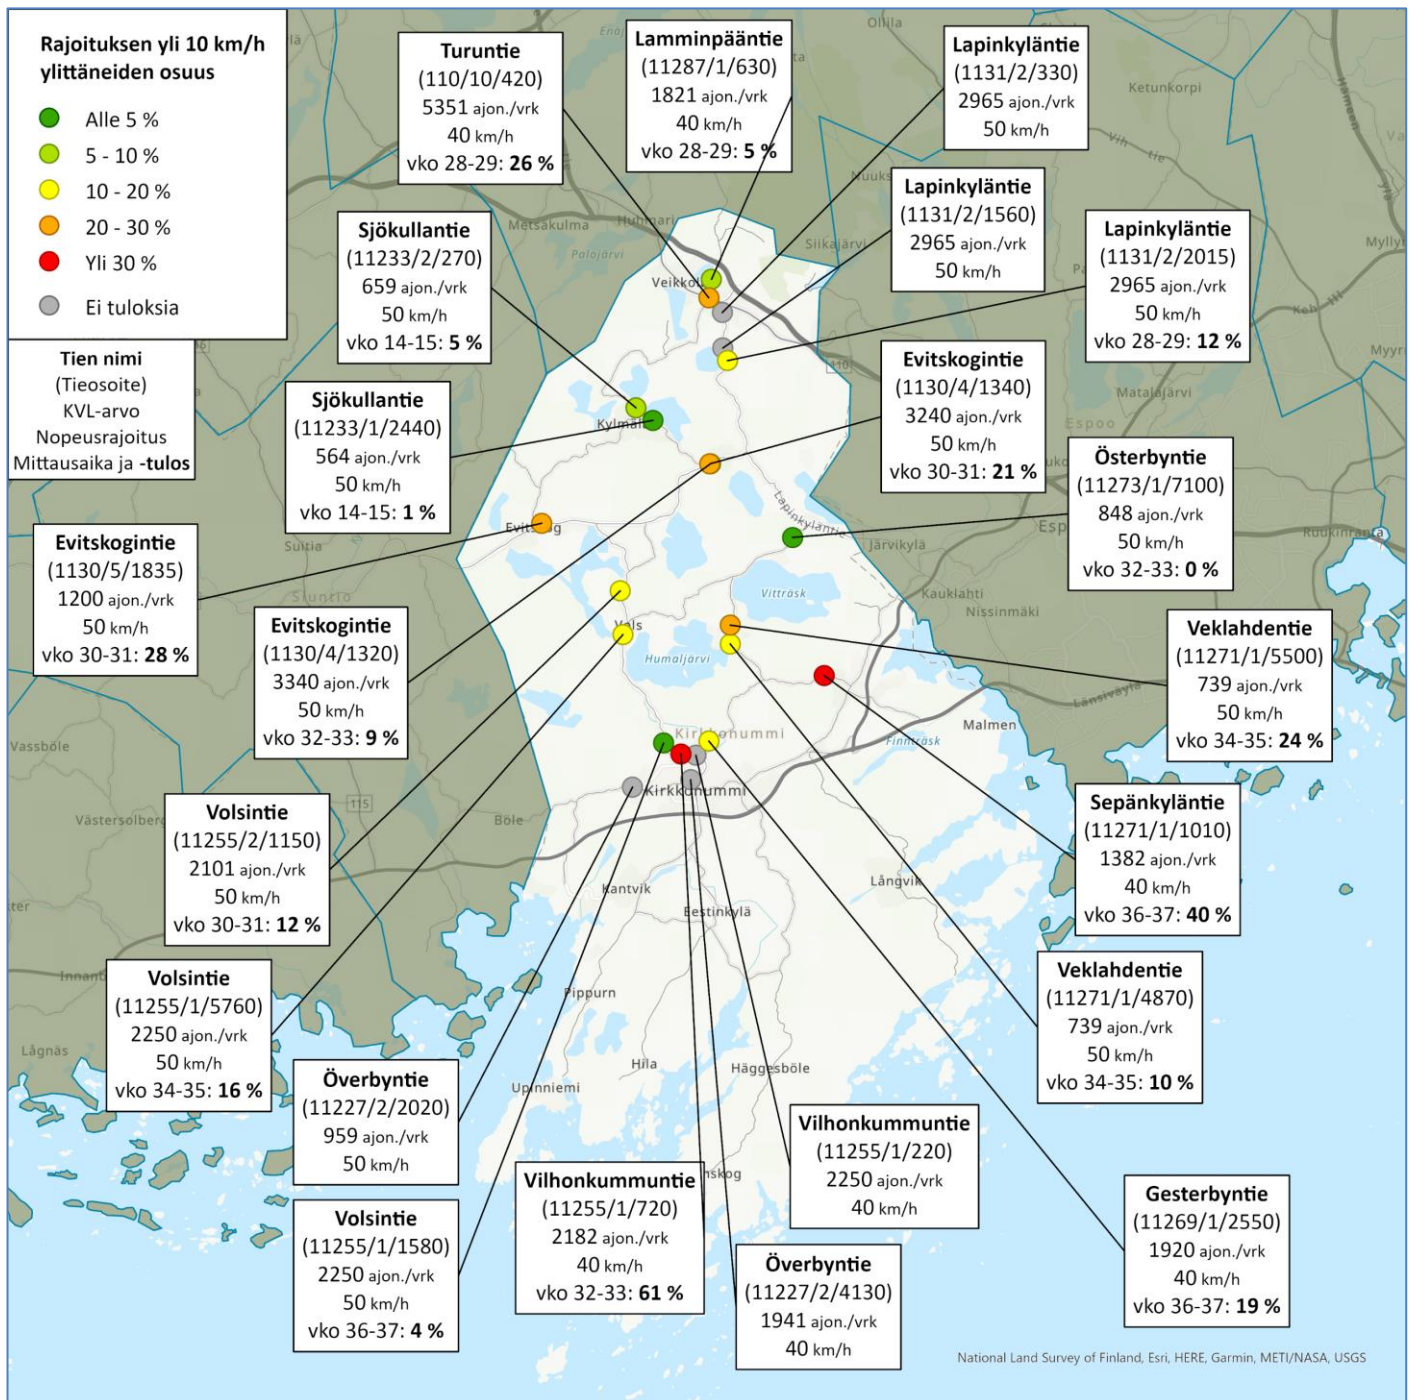 Rajoituksen yli 10 km/h
ylittäneiden osuus
Alle 5 %
5 - 10 %
10 - 20 %
20 - 30 %
Yli 30 %
Ei tuloksia
Tien nimi
(Tieosoite)
KVL-arvo
Nopeusrajoitus
Mittausaika ja -tulos
Turuntie
(110/10/420)
5351 ajon./vrk
40 km/h
vko 28-29: 26 %
Lamminpääntie
(11287/1/630)
1821 ajon./vrk
40 km/h
vko 28-29: 5 %
Lapinkyläntie
(1131/2/330)
2965 ajon./vrk
50 km/h
Lapinkyläntie
(1131/2/1560)
2965 ajon./vrk
50 km/h
Lapinkyläntie
(1131/2/2015)
2965 ajon./vrk
50 km/h
vko 28-29: 12 %
Sjökullantie
(11233/2/270)
659 ajon./vrk
50 km/h
vko 14-15: 5 %
Sjökullantie
(11233/1/2440)
564 ajon./vrk
50 km/h
vko 14-15: 1 %
Evitskogintie
(1130/4/1340)
3240 ajon./vrk
50 km/h
vko 30-31: 21 %
Österbyntie
(11273/1/7100)
848 ajon./vrk
50 km/h
vko 32-33: 0 %
Evitskogintie
(1130/5/1835)
1200 ajon./vrk
50 km/h
vko 30-31: 28 %
Evitskogintie
(1130/4/1320)
3340 ajon./vrk
50 km/h
vko 32-33: 9 %
Veklahdentie
(11271/1/5500)
739 ajon./vrk
50 km/h
vko 34-35: 24 %
Volsintie
(11255/2/1150)
2101 ajon./vrk
50 km/h
vko 30-31: 12 %
Sepänkyläntie
(11271/1/1010)
1382 ajon./vrk
40 km/h
vko 36-37: 40 %
Volsintie
(11255/1/5760)
2250 ajon./vrk
50 km/h
vko 34-35: 16 %
Veklahdentie
(11271/1/4870)
739 ajon./vrk
50 km/h
vko 34-35: 10 %
Överbyntie
(11227/2/2020)
959 ajon./vrk
50 km/h
Vilhonkummuntie
(11255/1/220)
2250 ajon./vrk
40 km/h
Vilhonkummuntie
(11255/1/720)
2182 ajon./vrk
40 km/h
vko 32-33: 61 %
Gesterbyntie
(11269/1/2550)
1920 ajon./vrk
40 km/h
vko 36-37: 19 %
Volsintie
(11255/1/1580)
2250 ajon./vrk
50 km/h
vko 36-37: 4 %
Överbyntie
(11227/2/4130)
1941 ajon./vrk
40 km/h
Ollila
Ketunkorpi
Metsäkulma
Huhmari
Palojärvi
Siikajärvi
110
Matalajärvi
Espoo
Lapinkyläntie
Järvikylä
Kauklahti
Nissinmäki
Suitia
Siuntio
Vitträsk
Humaljärvi
Länsiväylä
Malmen
Finnträsk
Kirkkonummi
Kirkkonummi
Vassböle
115
Böle
Kantvik
Långvik
Eestinkylä
Pippurn
Lågnäs
Hila
Häggesböle
Upinniemi
National Land Survey of Finland, Esri, HERE, Garmin, METI/NASA, USGS